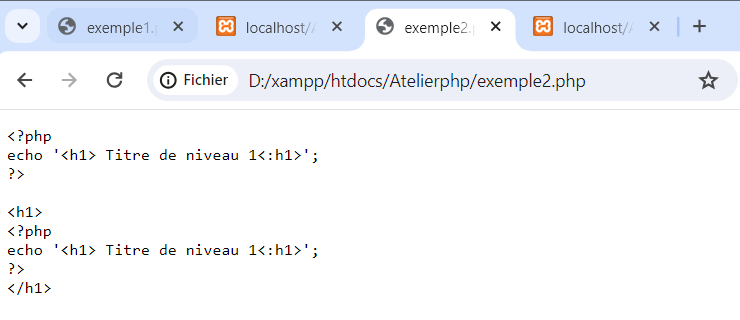 exemple1.p
localhost/A
exemple2.p
localhost/A
Fichier D:/xampp/htdocs/Atelierphp/exemple2.php
<?php
echo '<h1> Titre de niveau 1<:h1>';
?>
<h1>
<?php
echo '<h1> Titre de niveau 1<:h1>';
?>
</h1>